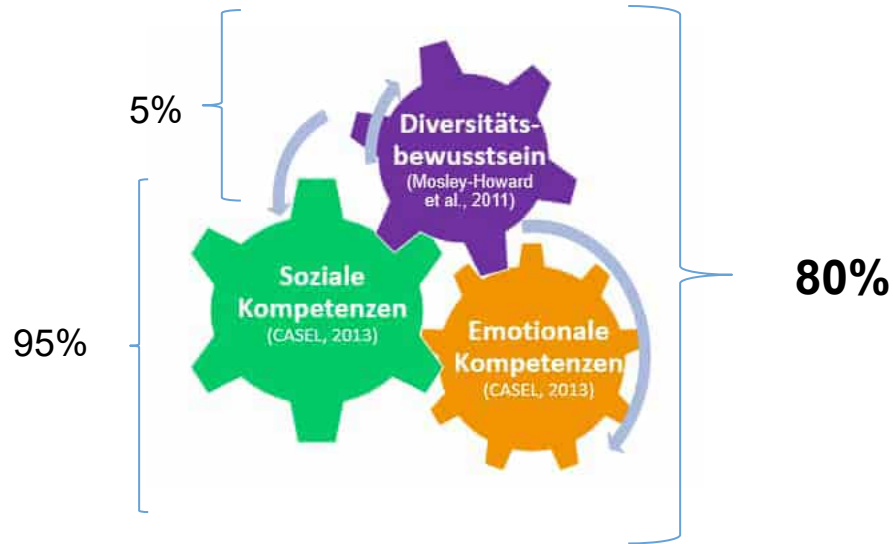 5%
Diversitäts-
bewusstsein
(Mosley-Howard
et al., 2011)
Soziale
Kompetenzen
(CASEL, 2013)
80%
Emotionale
Kompetenzen
(CASEL, 2013)
95%